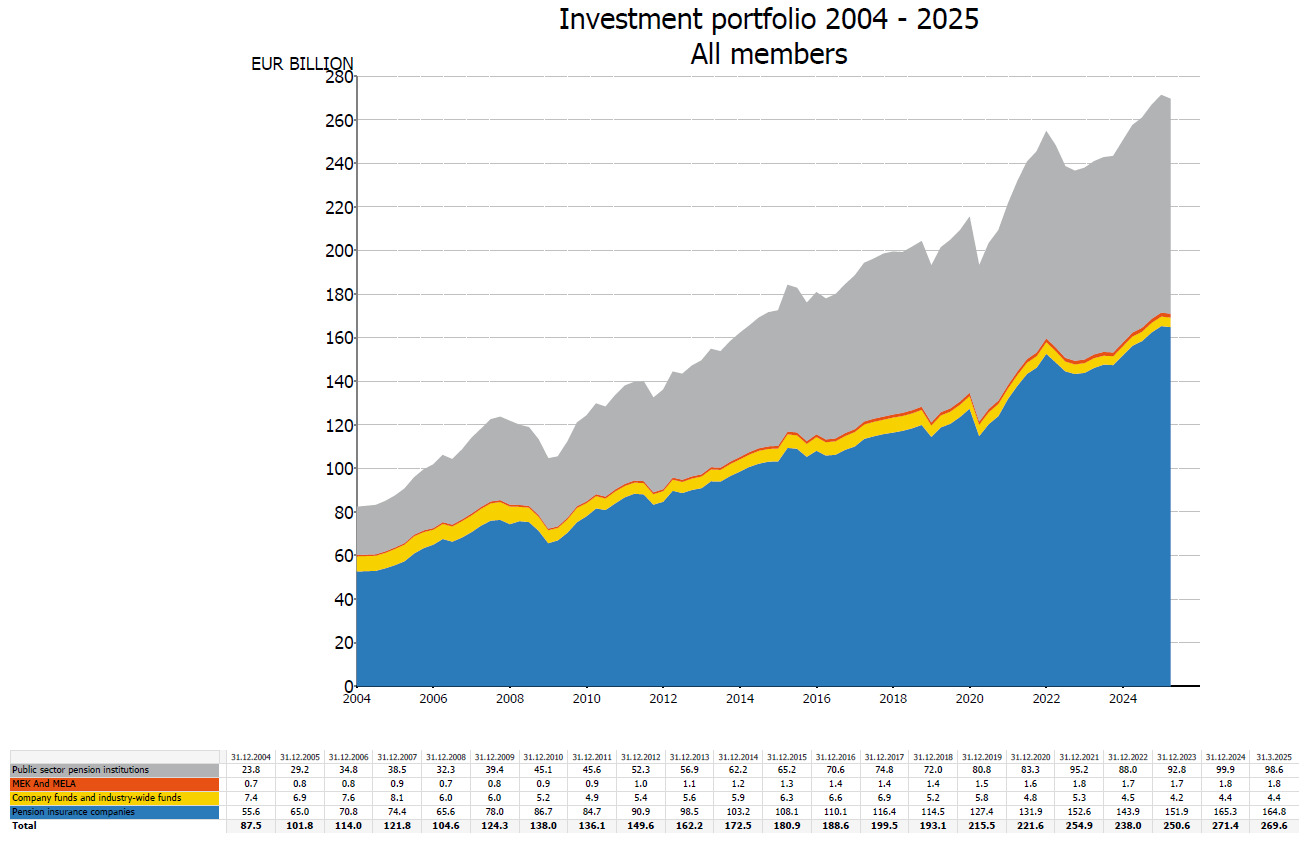 Investment portfolio 2004 - 2025
All members
EUR BILLION
280
260
240
220
200
180
160
140
120
100
80
60
40
20
0
2004 2006 2008 2010 2012 2014 2016 2018 2020 2022 2024
31.12.2004 31.12.2005 31.12.2006 31.12.2007 31.12.2008 31.12.2009 31.12.2010 31.12.2011 31.12.2012 31.12.2013 31.12.2014 31.12.2015 31.12.2016 31.12.2017 31.12.2018 31.12.2019 31.12.2020 31.12.2021 31.12.2022 31.12.2023 31.12.2024 31.3.2025
Public sector pension institutions 23.8 29.2 34.8 38.5 32.3 39.4 45.1 45.6 52.3 56.9 62.2 65.2 70.6 74.8 72.0 80.8 83.3 95.2 88.0 92.8 99.9 98.6
MEK And MELA 0.7 0.8 0.8 0.9 0.7 0.8 0.9 0.9 1.0 1.1 1.2 1.3 1.4 1.4 1.4 1.5 1.6 1.8 1.7 1.7 1.8 1.8
Company funds and industry-wide funds 7.4 6.9 7.6 8.1 6.0 6.0 5.2 4.9 5.4 5.6 5.9 6.3 6.6 6.9 5.2 5.8 4.8 5.3 4.5 4.2 4.4 4.4
Pension insurance companies 55.6 65.0 70.8 74.4 65.6 78.0 86.7 84.7 90.9 98.5 103.2 108.1 110.1 116.4 114.5 127.4 131.9 152.6 143.9 151.9 165.3 164.8
Total 87.5 101.8 114.0 121.8 104.6 124.3 138.0 136.1 149.6 162.2 172.5 180.9 188.6 199.5 193.1 215.5 221.6 254.9 238.0 250.6 271.4 269.6